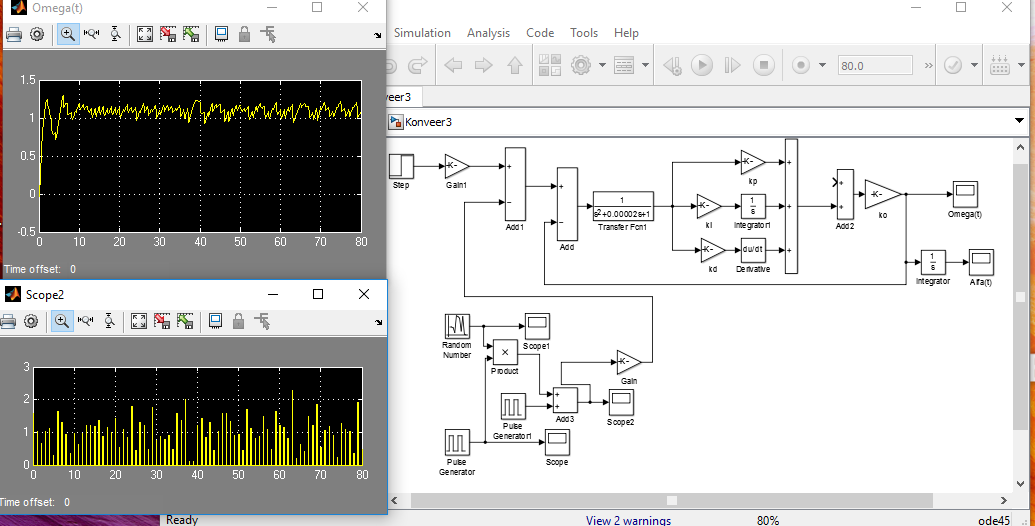 Omega(t)
1.5
1
0.5
0
-0.5
0 10 20 30 40 50 60 70 80
Time offset: 0
Scope2
3
2
1
0
0 10 20 30 40 50 60 70 80
Time offset: 0
Simulation Analysis Code Tools Help
80.0
»
veer3
Konveer3
Step
-K-
Gain1
+
−
Add1
+
−
Add
1
s²+0.00002s+1
Transfer Fcn1
-K-
kp
-K-
ki
1
s
Integrator1
-K-
kd
du/dt
Derivative
+
+
+
+
+
Add2
-K-
ko
Omega(t)
1
s
Integrator
Alfa(t)
Random
Number
Scope1
×
Product
Pulse
Generator1
+
+
Add3
-K-
Gain
Scope2
Pulse
Generator
Scope
Ready
View 2 warnings
80%
ode45